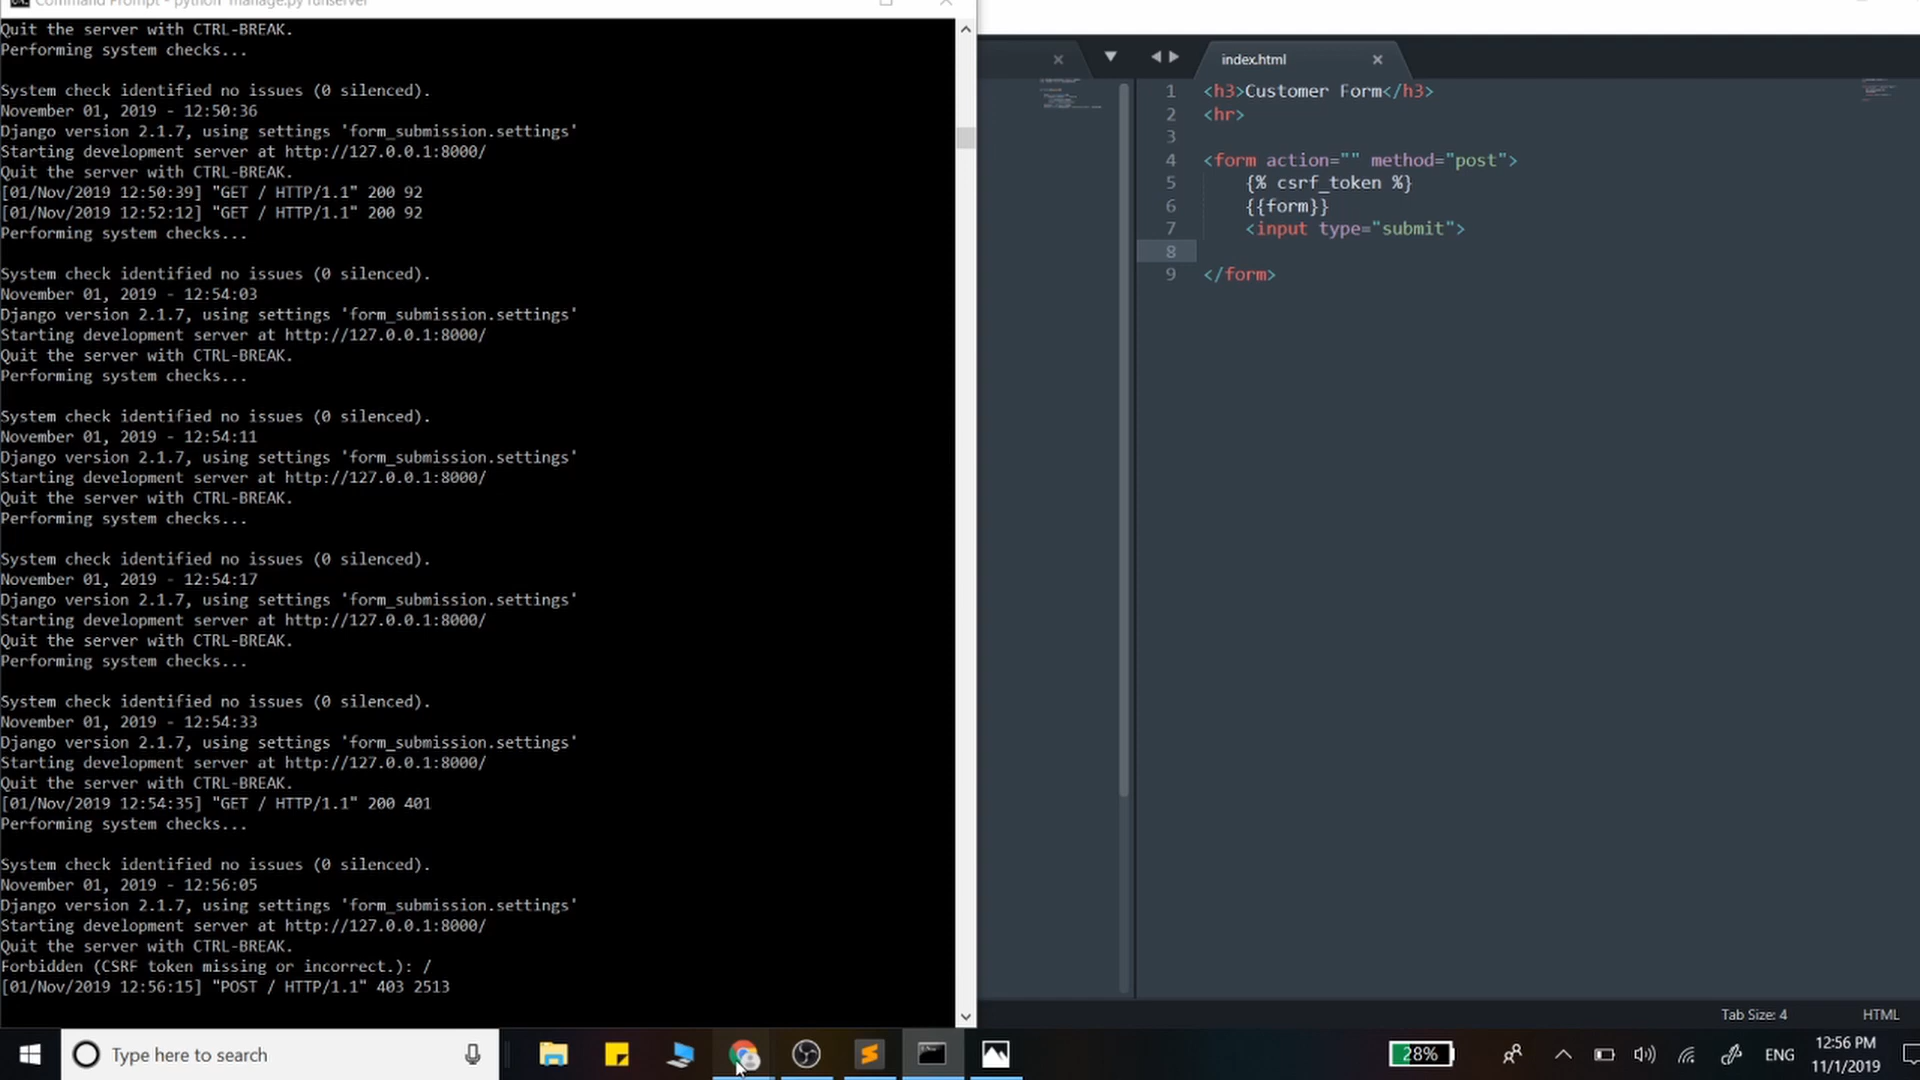 Command Prompt - python manage.py runserver
Quit the server with CTRL-BREAK.
Performing system checks...
System check identified no issues (0 silenced).
November 01, 2019 - 12:50:36
Django version 2.1.7, using settings 'form_submission.settings'
Starting development server at http://127.0.0.1:8000/
Quit the server with CTRL-BREAK.
[01/Nov/2019 12:50:39] "GET / HTTP/1.1" 200 92
[01/Nov/2019 12:52:12] "GET / HTTP/1.1" 200 92
Performing system checks...
System check identified no issues (0 silenced).
November 01, 2019 - 12:54:03
Django version 2.1.7, using settings 'form_submission.settings'
Starting development server at http://127.0.0.1:8000/
Quit the server with CTRL-BREAK.
Performing system checks...
System check identified no issues (0 silenced).
November 01, 2019 - 12:54:11
Django version 2.1.7, using settings 'form_submission.settings'
Starting development server at http://127.0.0.1:8000/
Quit the server with CTRL-BREAK.
Performing system checks...
System check identified no issues (0 silenced).
November 01, 2019 - 12:54:17
Django version 2.1.7, using settings 'form_submission.settings'
Starting development server at http://127.0.0.1:8000/
Quit the server with CTRL-BREAK.
Performing system checks...
System check identified no issues (0 silenced).
November 01, 2019 - 12:54:33
Django version 2.1.7, using settings 'form_submission.settings'
Starting development server at http://127.0.0.1:8000/
Quit the server with CTRL-BREAK.
[01/Nov/2019 12:54:35] "GET / HTTP/1.1" 200 401
Performing system checks...
System check identified no issues (0 silenced).
November 01, 2019 - 12:56:05
Django version 2.1.7, using settings 'form_submission.settings'
Starting development server at http://127.0.0.1:8000/
Quit the server with CTRL-BREAK.
Forbidden (CSRF token missing or incorrect.): /
[01/Nov/2019 12:56:15] "POST / HTTP/1.1" 403 2513
index.html
1 <h3>Customer Form</h3>
2 <hr>
3
4 <form action="" method="post">
5 {% csrf_token %}
6 {{form}}
7 <input type="submit">
8
9 </form>
Tab Size: 4 HTML
Type here to search
28%
ENG
12:56 PM
11/1/2019